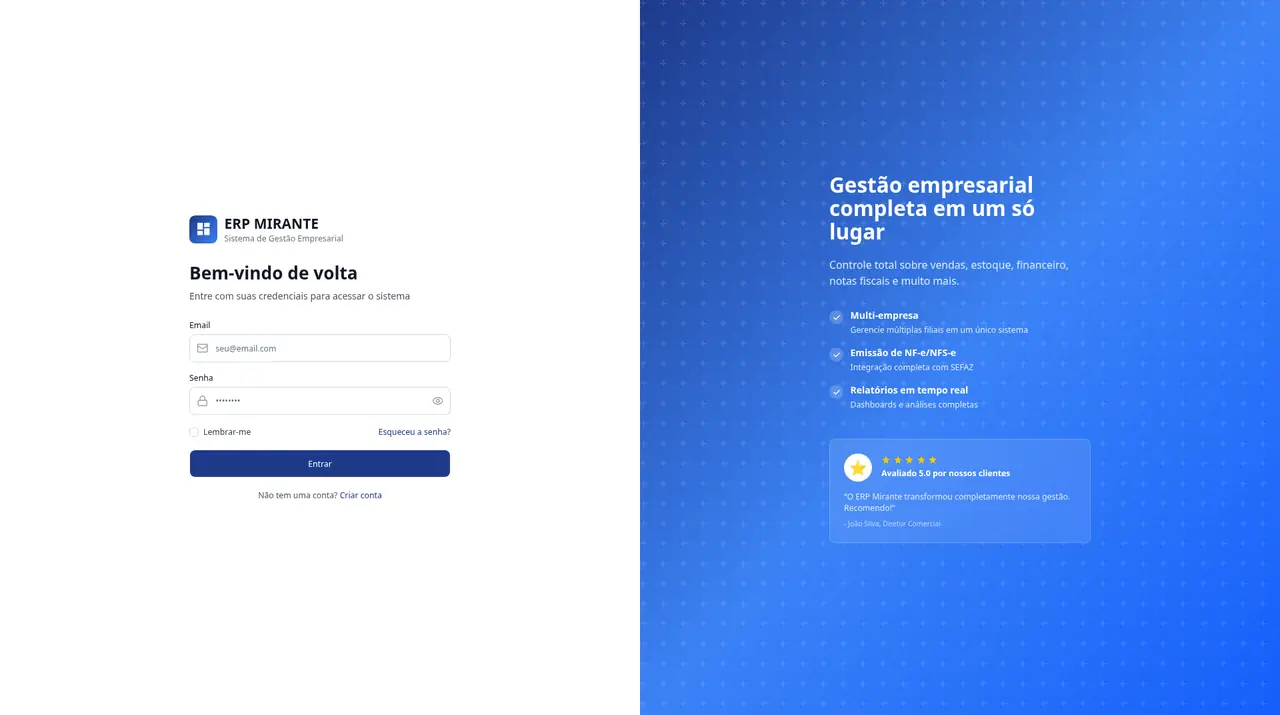 ERP MIRANTE
Sistema de Gestão Empresarial
Bem-vindo de volta
Entre com suas credenciais para acessar o sistema
Email
seu@email.com
Senha
••••••••
Lembrar-me
Esqueceu a senha?
Entrar
Não tem uma conta? Criar conta
Gestão empresarial
completa em um só
lugar
Controle total sobre vendas, estoque, financeiro,
notas fiscais e muito mais.
Multi-empresa
Gerencie múltiplas filiais em um único sistema
Emissão de NF-e/NFS-e
Integração completa com SEFAZ
Relatórios em tempo real
Dashboards e análises completas
Avaliado 5.0 por nossos clientes
"O ERP Mirante transformou completamente nossa gestão.
Recomendo!"
- João Silva, Diretor Comercial